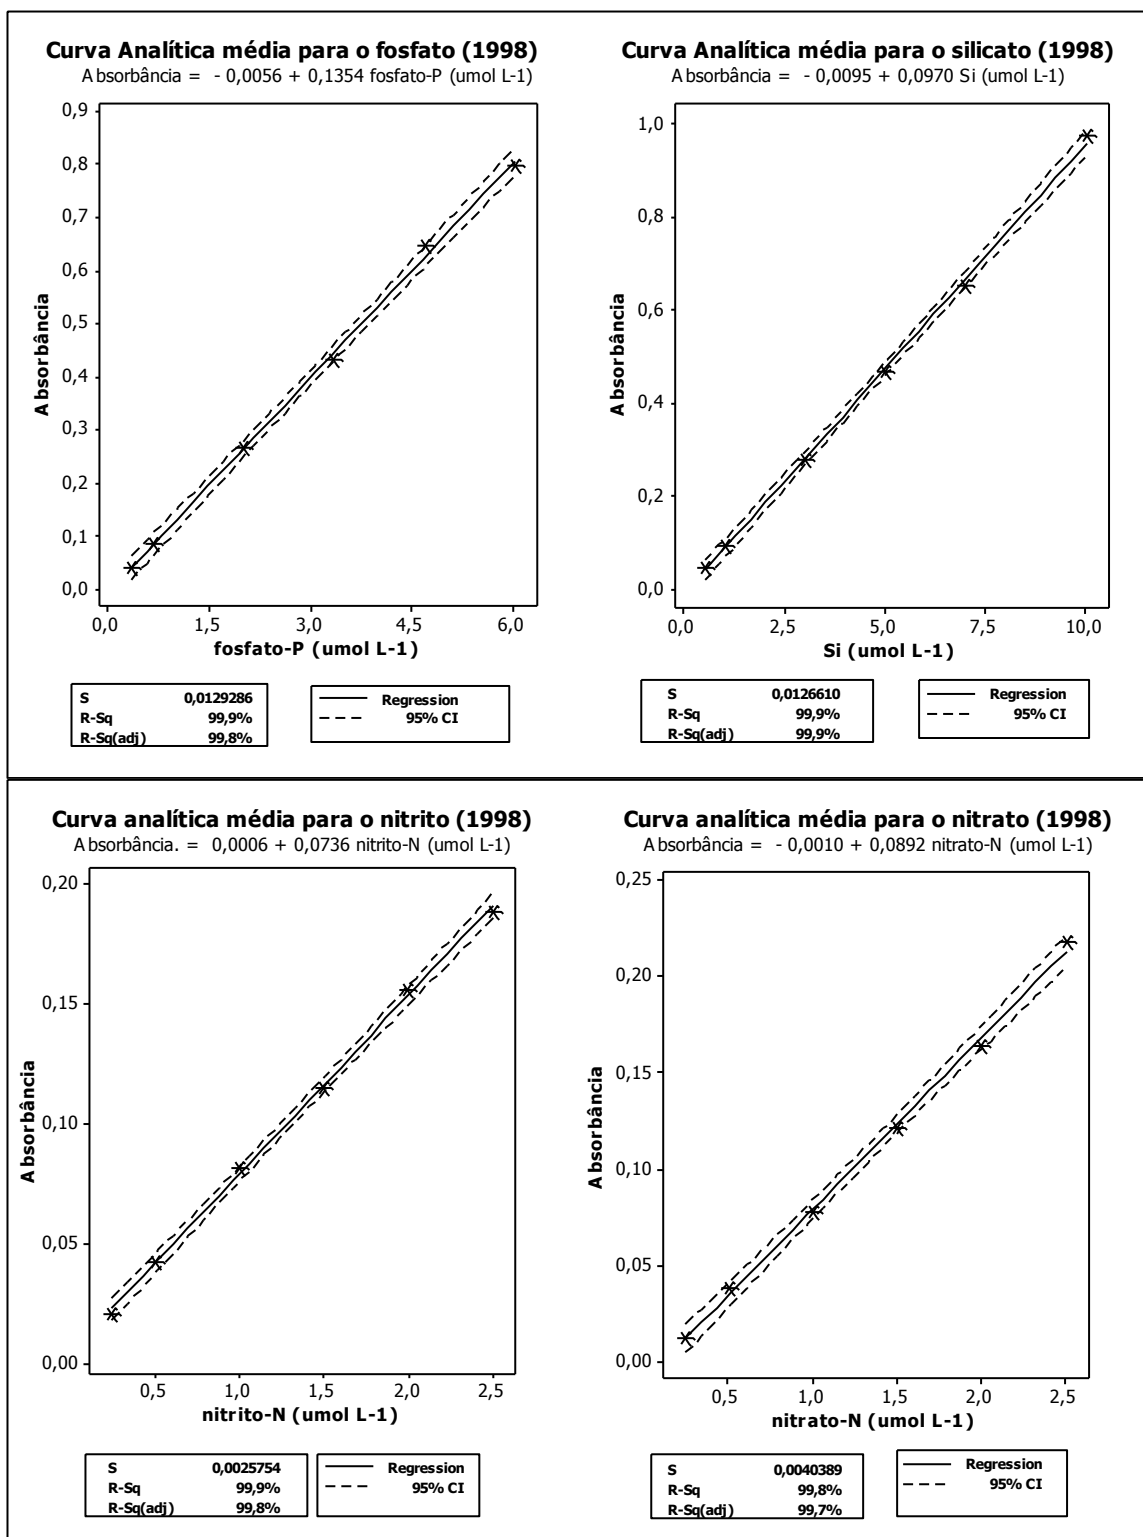 Curva Analítica média para o fosfato (1998)
Absorbância = - 0,0056 + 0,1354 fosfato-P (umol L-1)
0,9
0,8
0,7
0,6
0,5
0,4
0,3
0,2
0,1
0,0
Absorbância
0,0 1,5 3,0 4,5 6,0
fosfato-P (umol L-1)
S 0,0129286
R-Sq 99,9%
R-Sq(adj) 99,8%
Regression
95% CI
Curva Analítica média para o silicato (1998)
Absorbância = - 0,0095 + 0,0970 Si (umol L-1)
1,0
0,8
0,6
0,4
0,2
0,0
Absorbância
0,0 2,5 5,0 7,5 10,0
Si (umol L-1)
S 0,0126610
R-Sq 99,9%
R-Sq(adj) 99,9%
Regression
95% CI
Curva analítica média para o nitrito (1998)
Absorbância. = 0,0006 + 0,0736 nitrito-N (umol L-1)
0,20
0,15
0,10
0,05
0,00
Absorbância
0,5 1,0 1,5 2,0 2,5
nitrito-N (umol L-1)
S 0,0025754
R-Sq 99,9%
R-Sq(adj) 99,8%
Regression
95% CI
Curva analítica média para o nitrato (1998)
Absorbância = - 0,0010 + 0,0892 nitrato-N (umol L-1)
0,25
0,20
0,15
0,10
0,05
0,00
Absorbância
0,5 1,0 1,5 2,0 2,5
nitrato-N (umol L-1)
S 0,0040389
R-Sq 99,8%
R-Sq(adj) 99,7%
Regression
95% CI